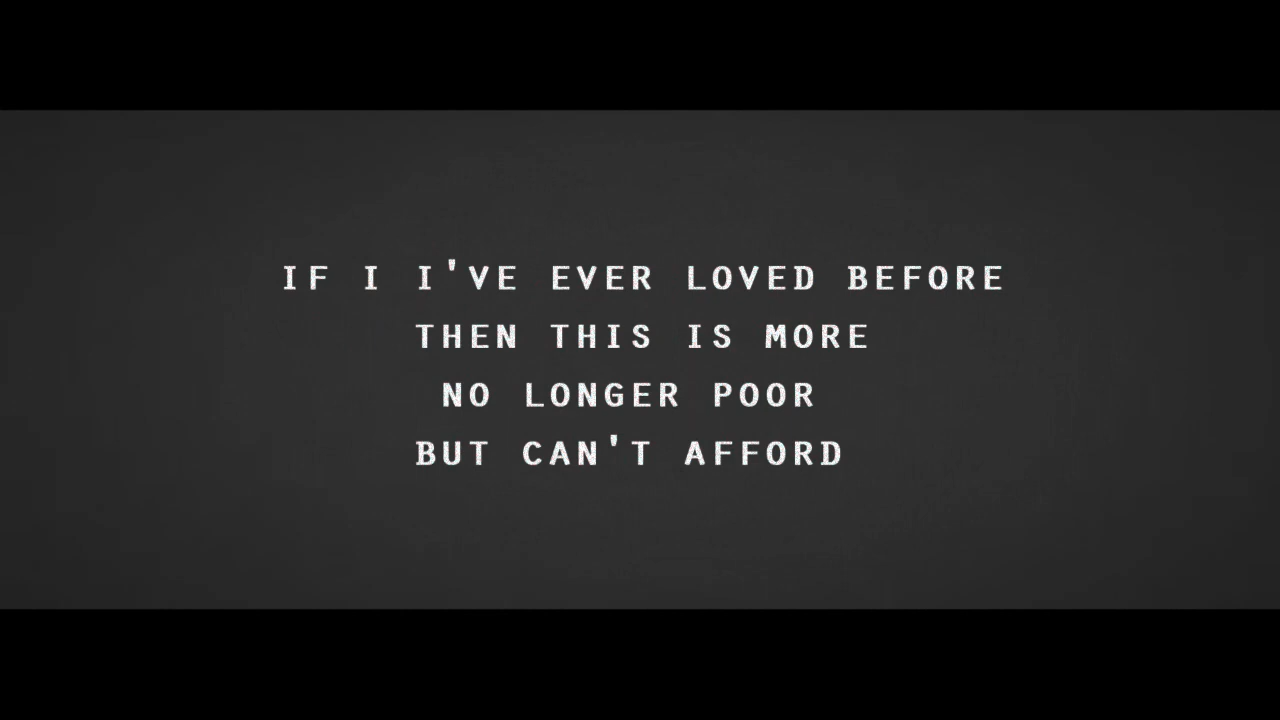 IF I I'VE EVER LOVED BEFORE
THEN THIS IS MORE
NO LONGER POOR
BUT CAN'T AFFORD